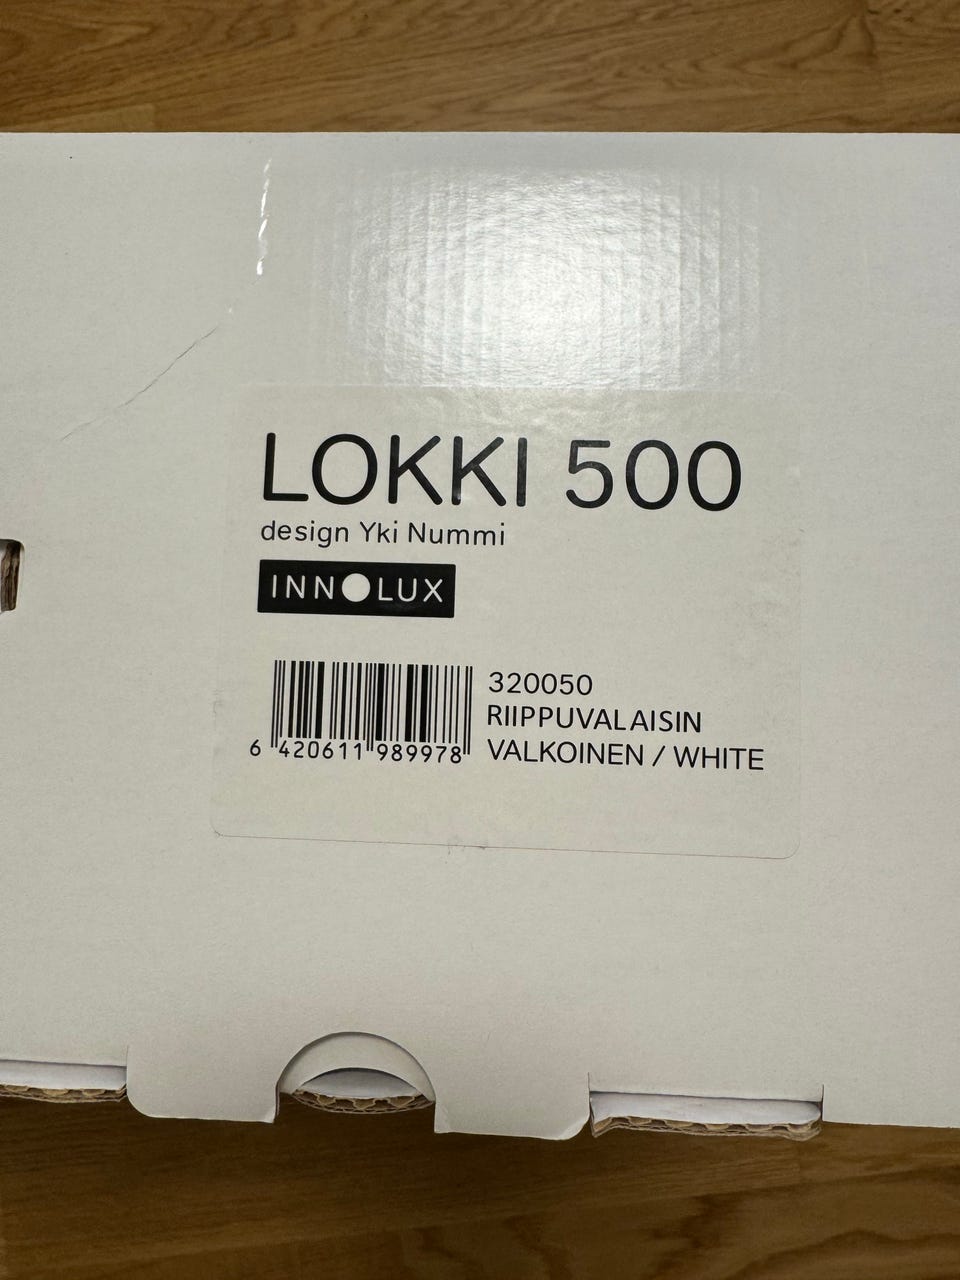 LOKKI 500
design Yki Nummi
INNOLUX
320050
RIIPPUVALAISIN
VALKOINEN / WHITE
6 420611 989978